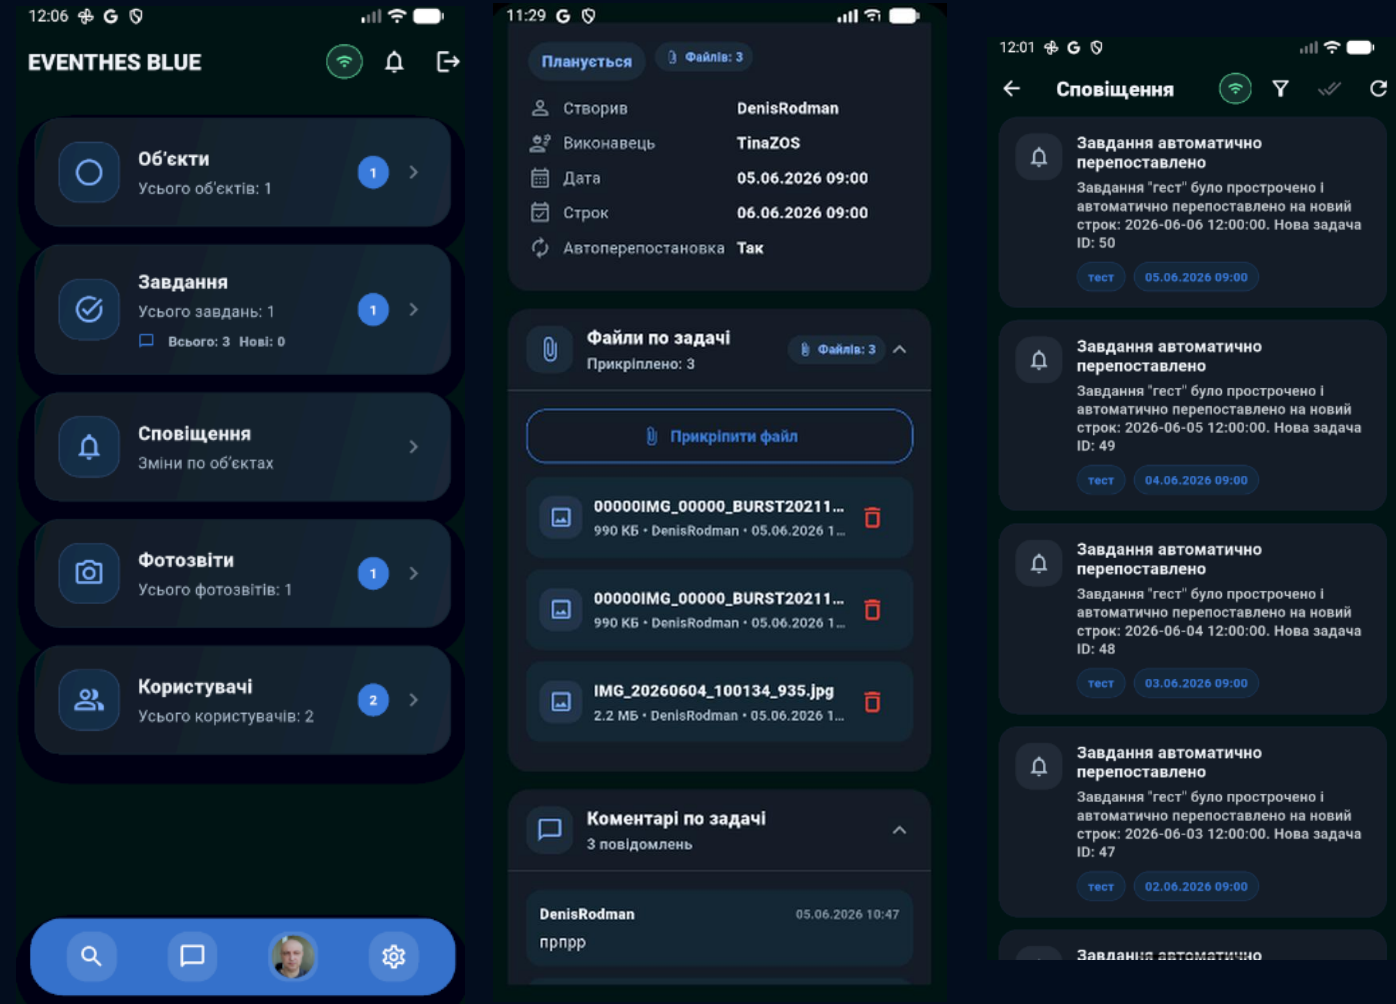 12:06
EVENTHES BLUE
Об'єкти
Усього об'єктів: 1
1
Завдання
Усього завдань: 1
1
Всього: 3 Нові: 0
Сповіщення
Зміни по об'єктах
Фотозвіти
Усього фотозвітів: 1
1
Користувачі
Усього користувачів: 2
2
11:29
Планується
Файлів: 3
Створив DenisRodman
Виконавець TinaZOS
Дата 05.06.2026 09:00
Строк 06.06.2026 09:00
Автоперепостановка Так
Файли по задачі
Прикріплено: 3
Файлів: 3
Прикріпити файл
00000IMG_00000_BURST20211...
990 КБ • DenisRodman • 05.06.2026 1...
00000IMG_00000_BURST20211...
990 КБ • DenisRodman • 05.06.2026 1...
IMG_20260604_100134_935.jpg
2.2 МБ • DenisRodman • 05.06.2026 1...
Коментарі по задачі
3 повідомлень
DenisRodman 05.06.2026 10:47
прпрр
12:01
Сповіщення
Завдання автоматично
перепоставлено
Завдання "тест" було прострочено і
автоматично перепоставлено на новий
строк: 2026-06-06 12:00:00. Нова задача
ID: 50
тест 05.06.2026 09:00
Завдання автоматично
перепоставлено
Завдання "тест" було прострочено і
автоматично перепоставлено на новий
строк: 2026-06-05 12:00:00. Нова задача
ID: 49
тест 04.06.2026 09:00
Завдання автоматично
перепоставлено
Завдання "тест" було прострочено і
автоматично перепоставлено на новий
строк: 2026-06-04 12:00:00. Нова задача
ID: 48
тест 03.06.2026 09:00
Завдання автоматично
перепоставлено
Завдання "тест" було прострочено і
автоматично перепоставлено на новий
строк: 2026-06-03 12:00:00. Нова задача
ID: 47
тест 02.06.2026 09:00
Завдання автоматично